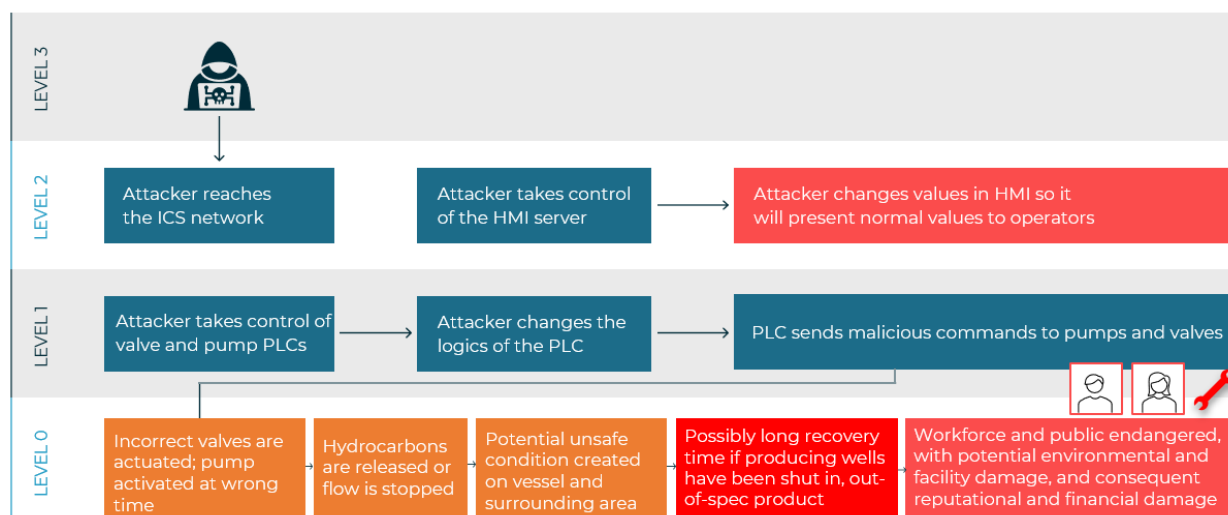 LEVEL 3
LEVEL 2
Attacker reaches
the ICS network
Attacker takes control
of the HMI server
Attacker changes values in HMI so it
will present normal values to operators
LEVEL 1
Attacker takes control of
valve and pump PLCs
Attacker changes the
logics of the PLC
PLC sends malicious commands to pumps and valves
LEVEL 0
Incorrect valves are
actuated; pump
activated at wrong
time
Hydrocarbons
are released or
flow is stopped
Potential unsafe
condition created
on vessel and
surrounding area
Possibly long recovery
time if producing wells
have been shut in, out-
of-spec product
Workforce and public endangered,
with potential environmental and
facility damage, and consequent
reputational and financial damage